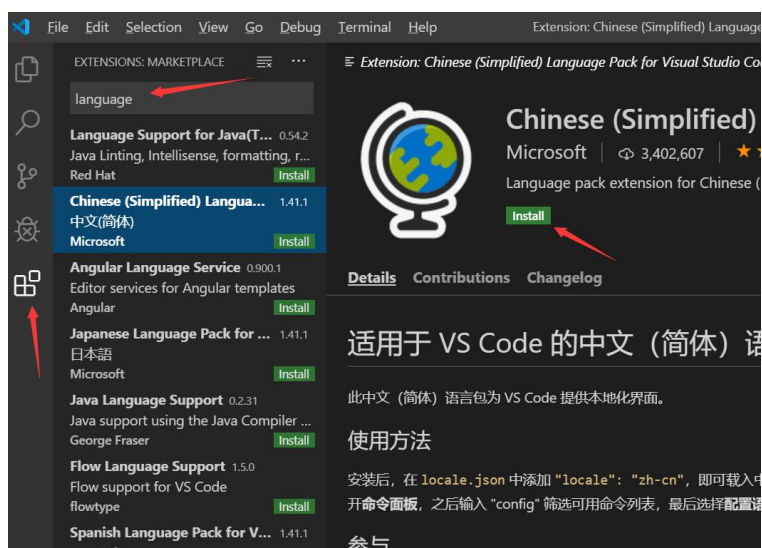 File Edit Selection View Go Debug Terminal Help Extension: Chinese (Simplified) Language
EXTENSIONS: MARKETPLACE
language
Language Support for Java(T... 0.54.2
Java Linting, Intellisense, formatting, r...
Red Hat Install
Chinese (Simplified) Langua... 1.41.1
中文(简体)
Microsoft Install
Angular Language Service 0.900.1
Editor services for Angular templates
Angular Install
Japanese Language Pack for ... 1.41.1
日本語
Microsoft Install
Java Language Support 0.2.31
Java support using the Java Compiler ...
George Fraser Install
Flow Language Support 1.5.0
Flow support for VS Code
flowtype Install
Spanish Language Pack for V... 1.41.1
Extension: Chinese (Simplified) Language Pack for Visual Studio Co
Chinese (Simplified)
Microsoft 3,402,607
Language pack extension for Chinese (
Install
Details Contributions Changelog
适用于 VS Code 的中文（简体）语
此中文（简体）语言包为 VS Code 提供本地化界面。
使用方法
安装后，在 locale.json 中添加 "locale": "zh-cn"，即可载入中
开命令面板，之后输入 "config" 筛选可用命令列表，最后选择配置语
参与